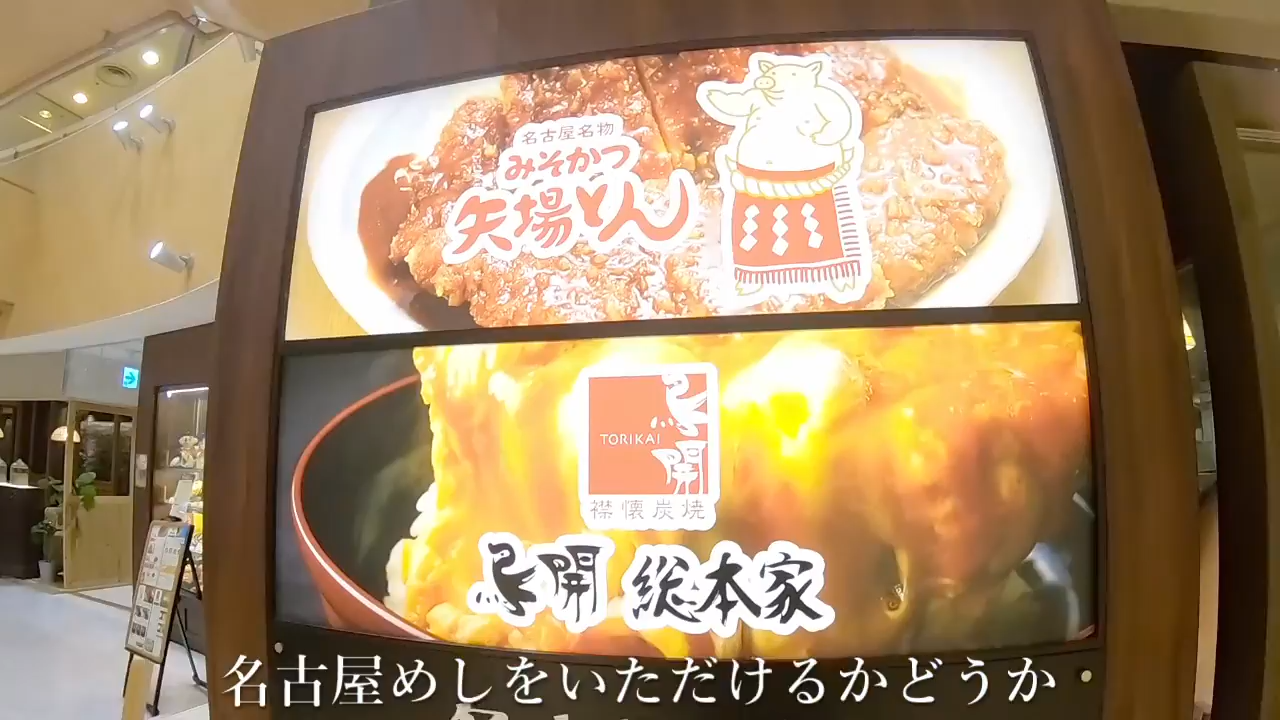 名古屋名物
みそかつ
矢場とん
鳥開
TORIKAI
襟懐炭焼
鳥開 総本家
名古屋めしをいただけるかどうか